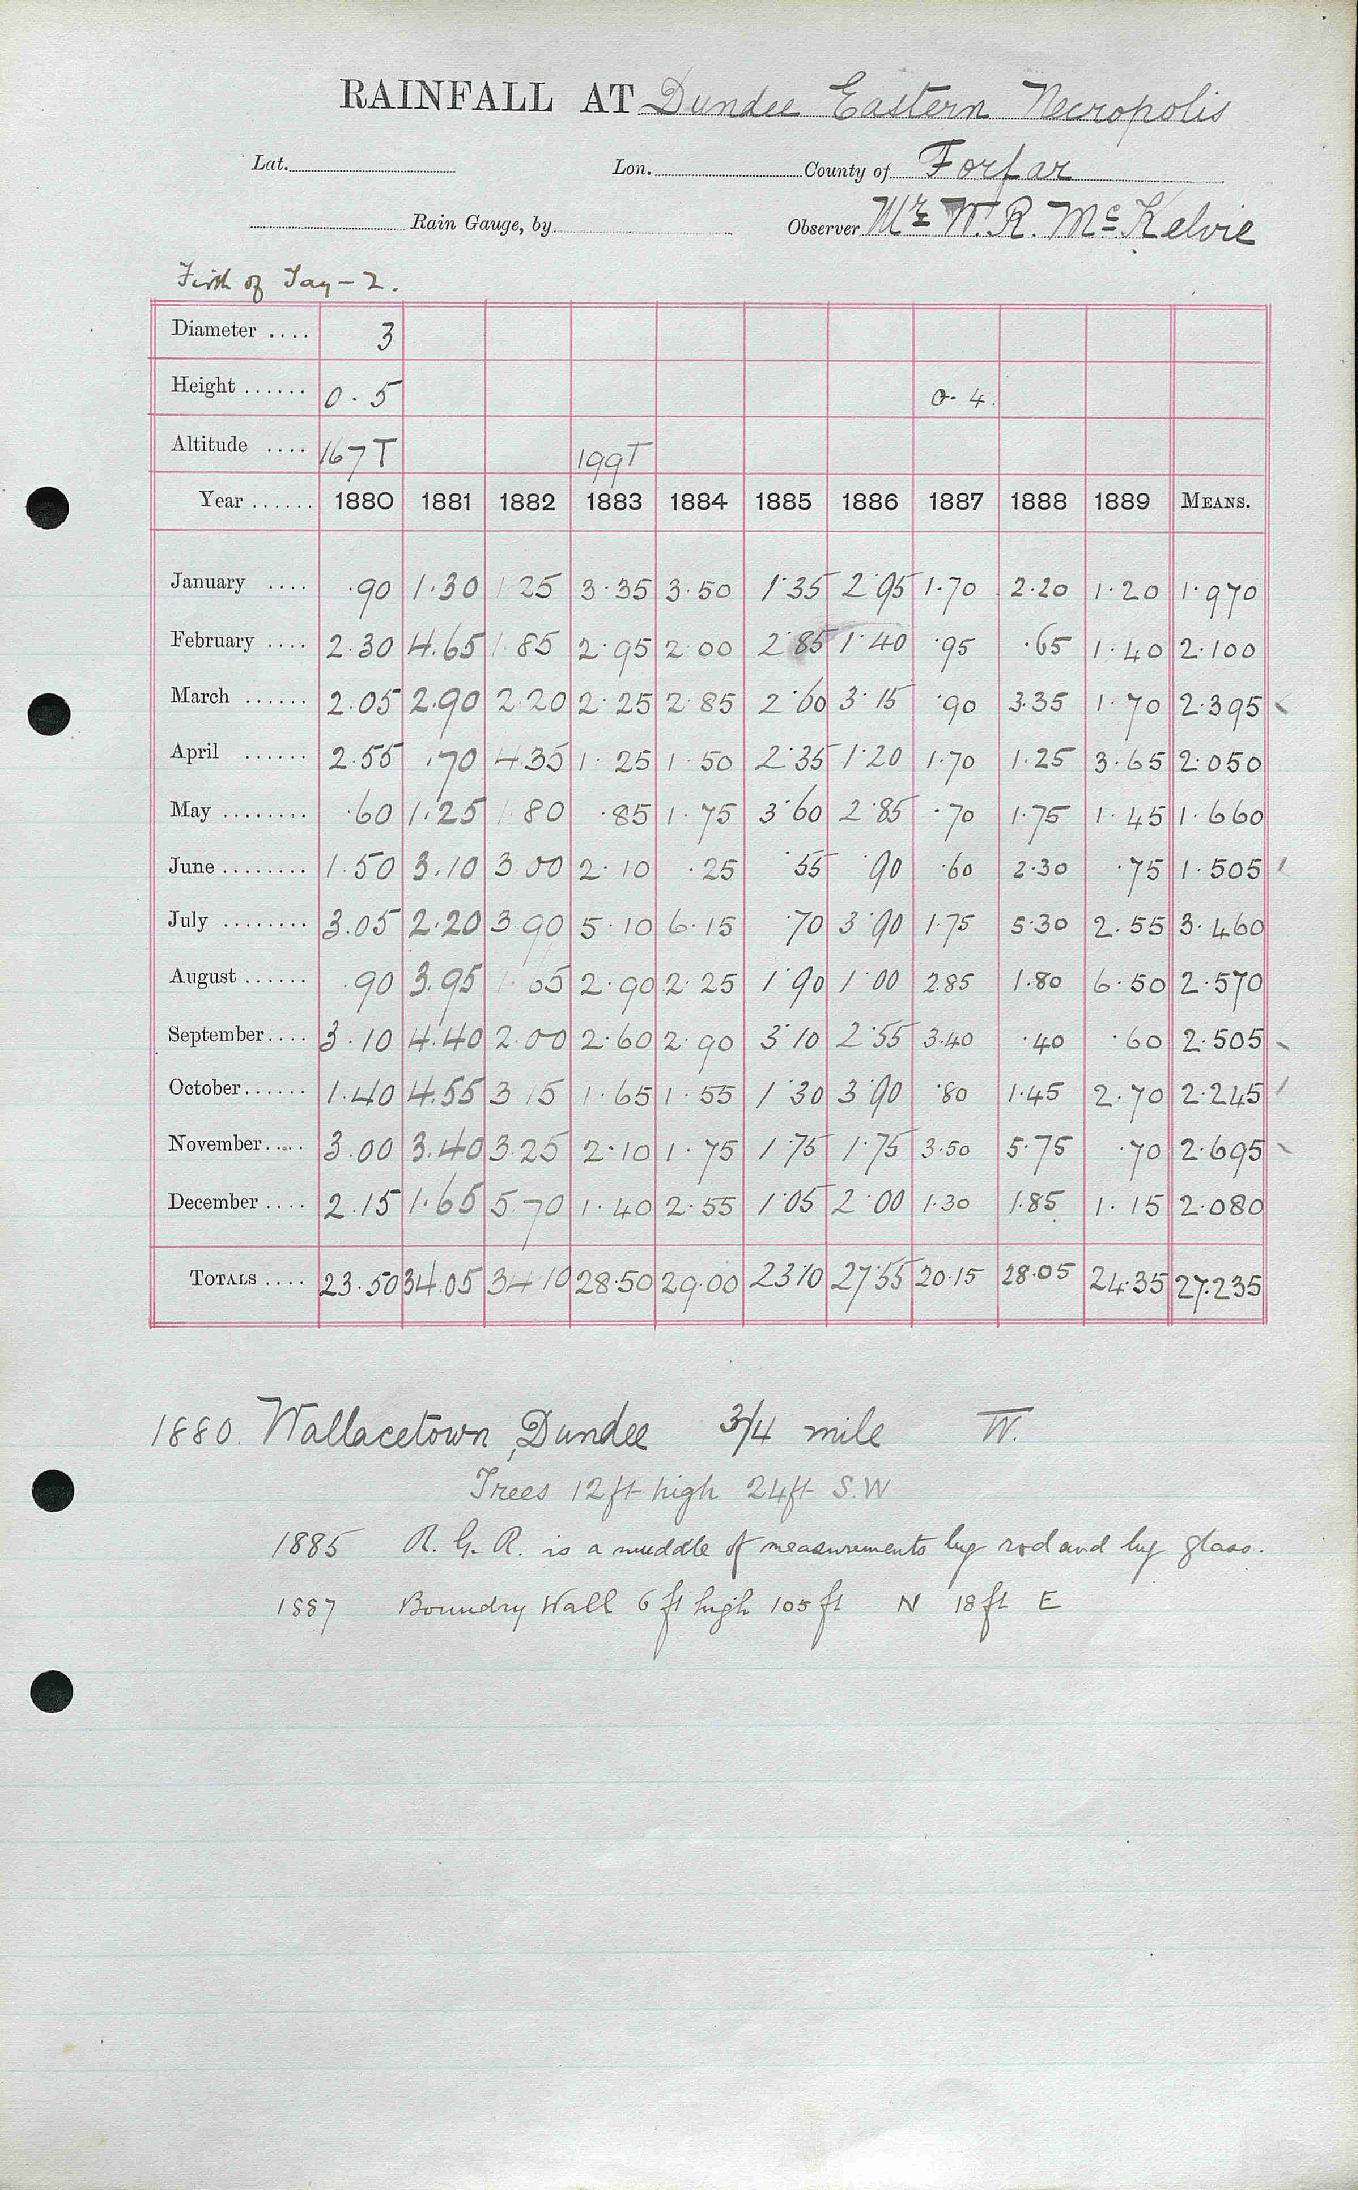 RAINFALL AT Dundee Eastern Necropolis
Lat. Lon. County of Forfar
Rain Gauge, by Observer Mr W. R. McKelvie
Firth of Tay - 2.
Diameter .... 3
Height ...... 0.5 0.4.
Altitude .... 167T 199T
Year ...... 1880 1881 1882 1883 1884 1885 1886 1887 1888 1889 MEANS.
January .... .90 1.30 1.25 3.35 3.50 1.35 2.95 1.70 2.20 1.20 1.970
February .... 2.30 4.65 1.85 2.95 2.00 2.85 1.40 .95 .65 1.40 2.100
March ...... 2.05 2.90 2.20 2.25 2.85 2.60 3.15 .90 3.35 1.70 2.395
April ...... 2.55 .70 4.35 1.25 1.50 2.35 1.20 1.70 1.25 3.65 2.050
May ........ .60 1.25 1.80 .85 1.75 3.60 2.85 .70 1.75 1.45 1.660
June ........ 1.50 3.10 3.00 2.10 .25 .55 .90 .60 2.30 .75 1.505
July ........ 3.05 2.20 3.90 5.10 6.15 .70 3.90 1.75 5.30 2.55 3.460
August ...... .90 3.95 1.65 2.90 2.25 1.90 1.00 2.85 1.80 6.50 2.570
September .... 3.10 4.40 2.00 2.60 2.90 3.10 2.55 3.40 .40 .60 2.505
October ...... 1.40 4.55 3.15 1.65 1.55 1.30 3.90 .80 1.45 2.70 2.245
November ..... 3.00 3.40 3.25 2.10 1.75 1.75 1.75 3.50 5.75 .70 2.695
December .... 2.15 1.65 5.70 1.40 2.55 1.05 2.00 1.30 1.85 1.15 2.080
TOTALS .... 23.50 34.05 34.10 28.50 29.00 23.10 27.55 20.15 28.05 24.35 27.235
1880. Wallacetown, Dundee 3/4 mile W.
Trees 12ft high 24ft S.W
1885 R. G. R. is a muddle of measurements by rod and by glass.
1887 Boundry Wall 6 ft high 105 ft N 18 ft E